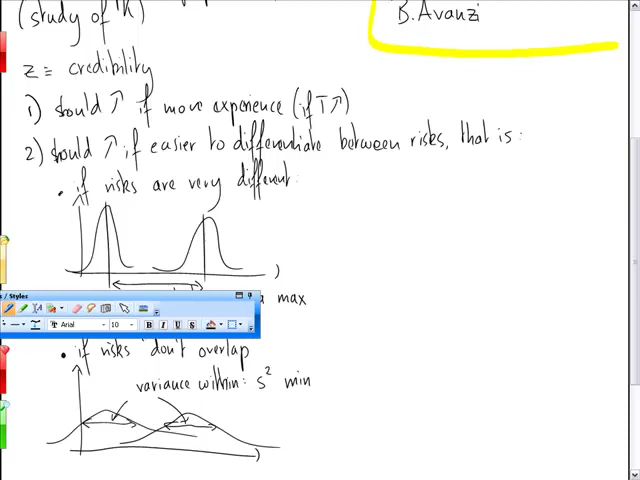 (study of
B. Avanzi
z ≡ credibility
1) should ↗ if more experience (if T↗)
2) should ↗ if easier to differentiate between risks, that is:
• if risks are very different:
a max
/ Styles
Arial 10 B I U S
• if risks don't overlap
variance within: s² min